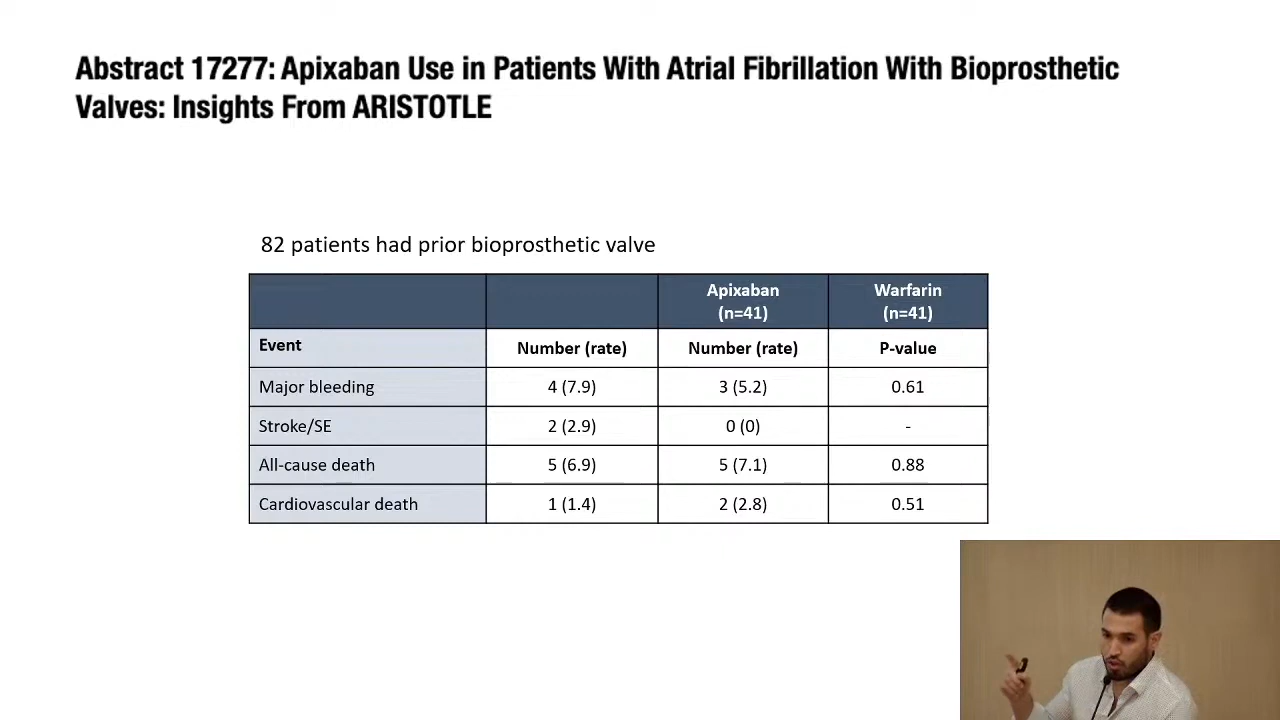 Abstract 17277: Apixaban Use in Patients With Atrial Fibrillation With Bioprosthetic
Valves: Insights From ARISTOTLE
82 patients had prior bioprosthetic valve
Apixaban
(n=41)
Warfarin
(n=41)
Event
Number (rate)
Number (rate)
P-value
Major bleeding
4 (7.9)
3 (5.2)
0.61
Stroke/SE
2 (2.9)
0 (0)
-
All-cause death
5 (6.9)
5 (7.1)
0.88
Cardiovascular death
1 (1.4)
2 (2.8)
0.51